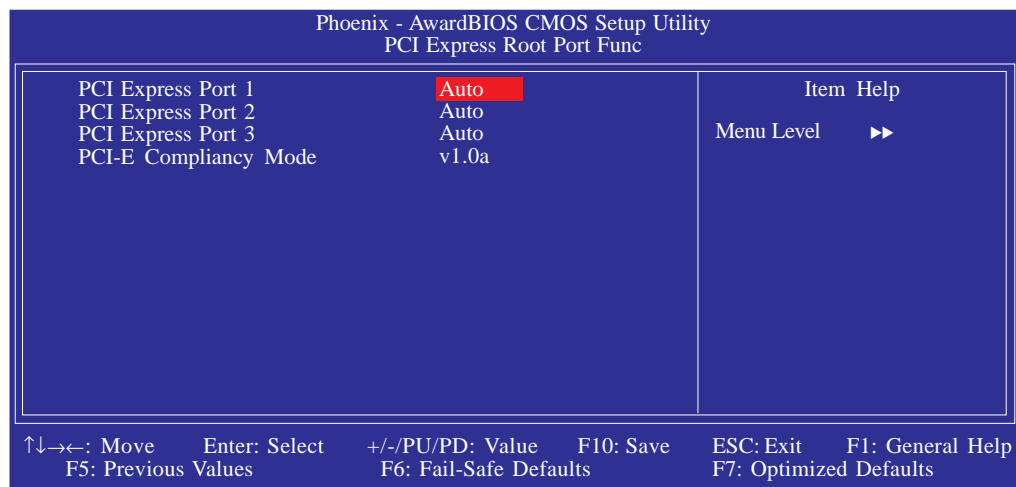 Phoenix - AwardBIOS CMOS Setup Utility
PCI Express Root Port Func
PCI Express Port 1 Auto
PCI Express Port 2 Auto
PCI Express Port 3 Auto
PCI-E Compliancy Mode v1.0a
Item Help
Menu Level ▶▶
↑↓→←: Move Enter: Select +/-/PU/PD: Value F10: Save ESC: Exit F1: General Help
F5: Previous Values F6: Fail-Safe Defaults F7: Optimized Defaults